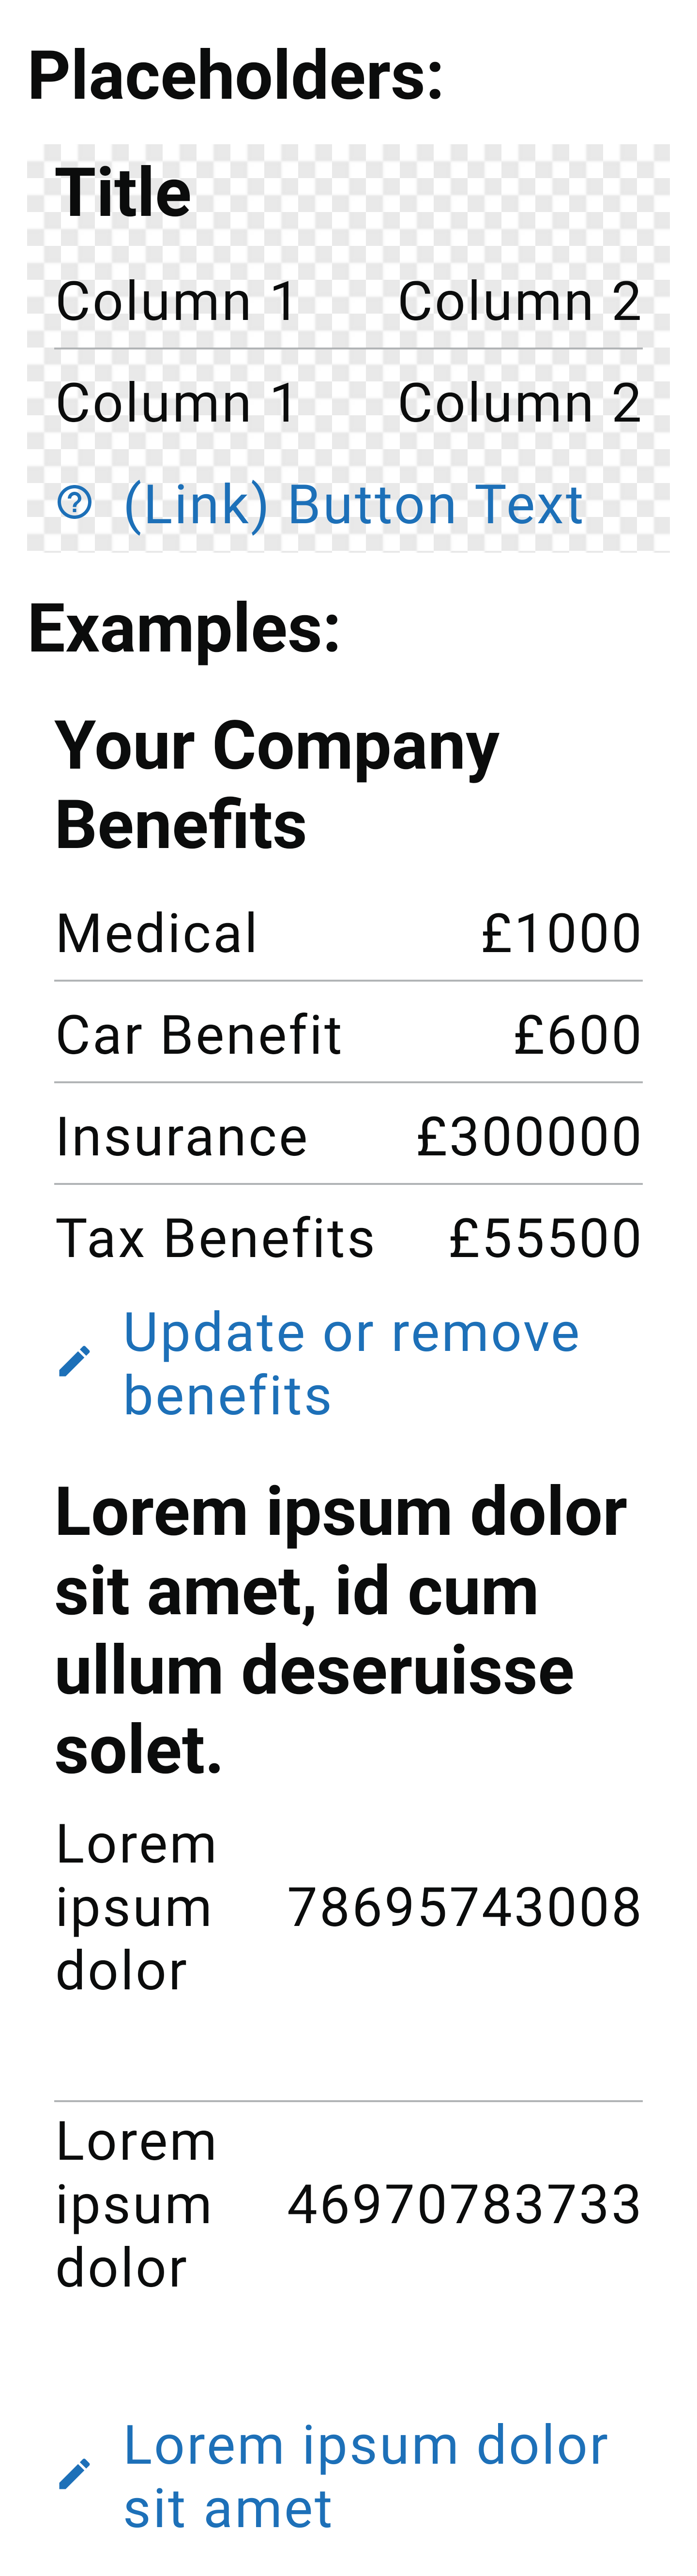 Placeholders:
Title
Column 1 Column 2
Column 1 Column 2
(Link) Button Text
Examples:
Your Company
Benefits
Medical £1000
Car Benefit £600
Insurance £300000
Tax Benefits £55500
Update or remove
benefits
Lorem ipsum dolor
sit amet, id cum
ullum deseruisse
solet.
Lorem
ipsum 78695743008
dolor
Lorem
ipsum 46970783733
dolor
Lorem ipsum dolor
sit amet